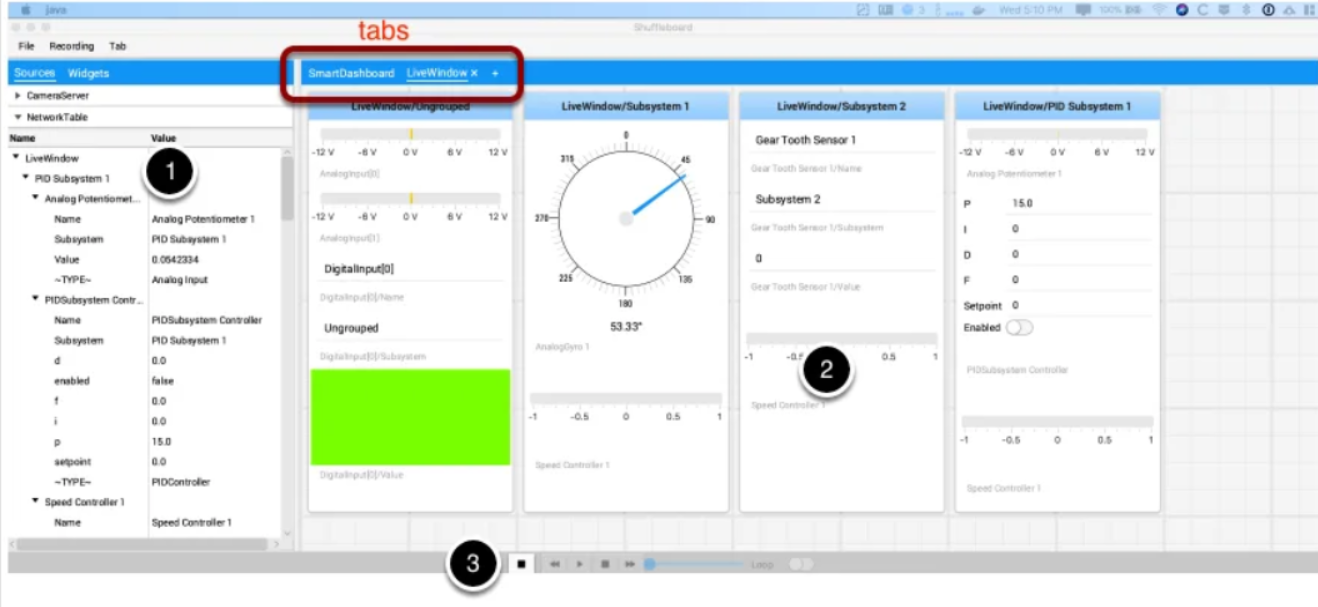 java
3
Wed 5:10 PM
100%
Shuffleboard
tabs
File Recording Tab
Sources Widgets
SmartDashboard LiveWindow × +
CameraServer
NetworkTable
Name Value
LiveWindow
PID Subsystem 1
Analog Potentiomet...
Name Analog Potentiometer 1
Subsystem PID Subsystem 1
Value 0.0542334
~TYPE~ Analog Input
PIDSubsystem Contr...
Name PIDSubsystem Controller
Subsystem PID Subsystem 1
d 0.0
enabled false
f 0.0
i 0.0
p 15.0
setpoint 0.0
~TYPE~ PIDController
Speed Controller 1
Name Speed Controller 1
1
LiveWindow/Ungrouped
-12 V -6 V 0 V 6 V 12 V
AnalogInput[0]
-12 V -6 V 0 V 6 V 12 V
AnalogInput[1]
DigitalInput[0]
DigitalInput[0]/Name
Ungrouped
DigitalInput[0]/Subsystem
DigitalInput[0]/Value
LiveWindow/Subsystem 1
0
315 45
270 90
225 135
180
53.33°
AnalogGyro 1
-1 -0.5 0 0.5 1
Speed Controller 1
LiveWindow/Subsystem 2
Gear Tooth Sensor 1
Gear Tooth Sensor 1/Name
Subsystem 2
Gear Tooth Sensor 1/Subsystem
0
Gear Tooth Sensor 1/Value
-1 -0.5 0.5 1
2
Speed Controller 1
LiveWindow/PID Subsystem 1
-12 V -6 V 0 V 6 V 12 V
Analog Potentiometer 1
P 15.0
I 0
D 0
F 0
Setpoint 0
Enabled
PIDSubsystem Controller
-1 -0.5 0 0.5 1
Speed Controller 1
3
Loop